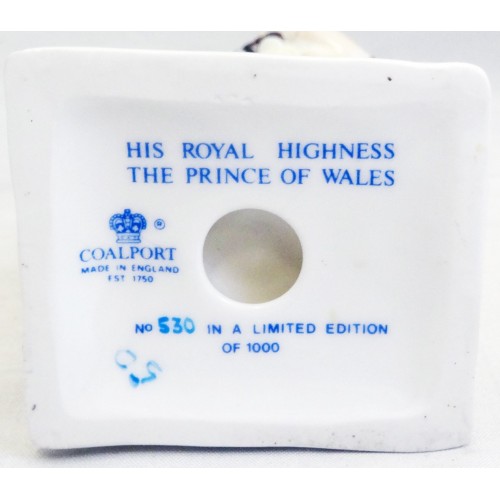 HIS ROYAL HIGHNESS
THE PRINCE OF WALES
®
COALPORT
MADE IN ENGLAND
EST 1750
No 530 IN A LIMITED EDITION
OF 1000